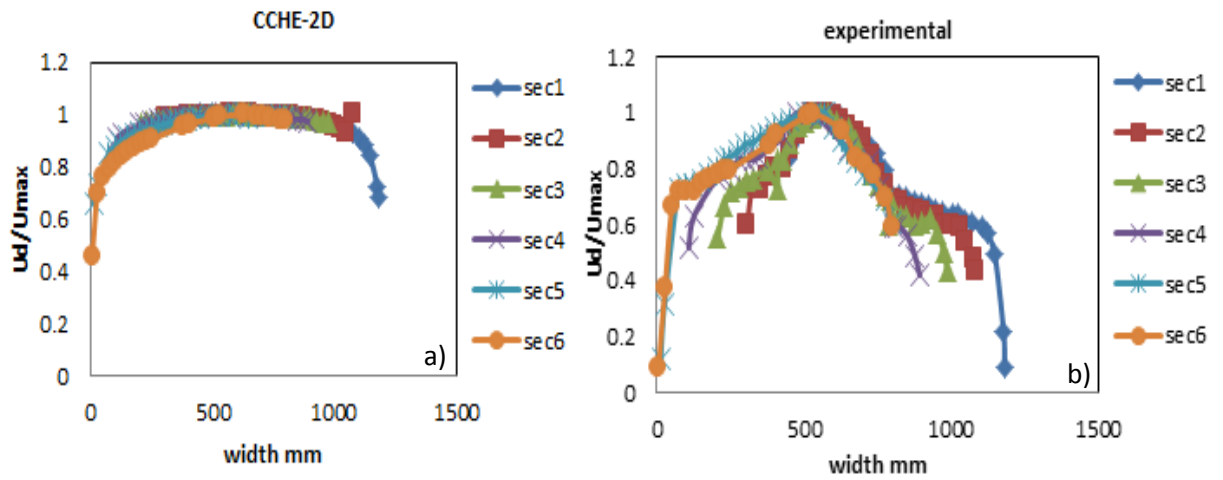 CCHE-2D
Ud/Umax
1.2
1
0.8
0.6
0.4
0.2
0
0
500
1000
1500
width mm
sec1
sec2
sec3
sec4
sec5
sec6
a)
experimental
Ud/Umax
1.2
1
0.8
0.6
0.4
0.2
0
0
500
1000
1500
width mm
sec1
sec2
sec3
sec4
sec5
sec6
b)